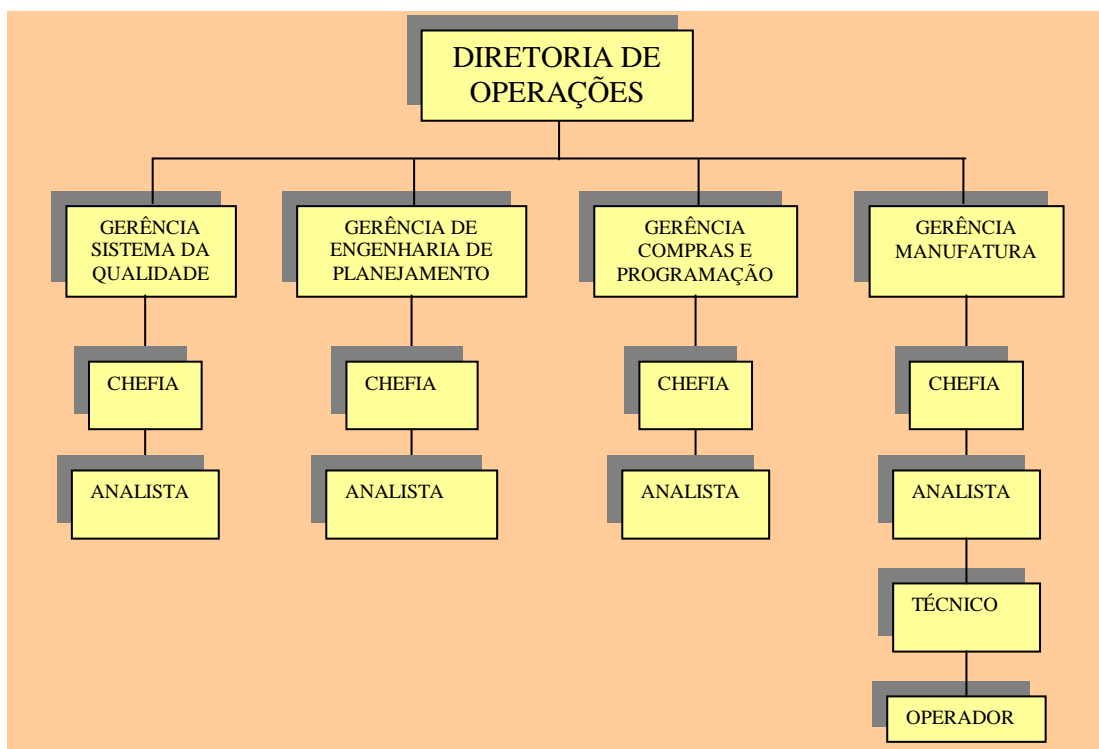 DIRETORIA DE
OPERAÇÕES
GERÊNCIA
SISTEMA DA
QUALIDADE
GERÊNCIA DE
ENGENHARIA DE
PLANEJAMENTO
GERÊNCIA
COMPRAS E
PROGRAMAÇÃO
GERÊNCIA
MANUFATURA
CHEFIA
CHEFIA
CHEFIA
CHEFIA
ANALISTA
ANALISTA
ANALISTA
ANALISTA
TÉCNICO
OPERADOR